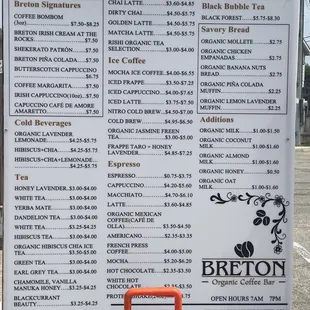 Breton Signatures
COFFEE BOMBOM
$7.50-$8.25
BRETON IRISH CREAM AT THE
ROCKS $7.50
SHEKERATO PATRÓN $7.50
BRETON PIÑA COLADA $7.50
BUTTERSCOTCH CAPPUCCINO
$6.75
COFFEE MARGARITA $7.50
IRISH CAPPUCCINO $7.50
CAPUCCINO CAFÉ DE AMORE
AMARETTO $7.50
Cold Beverages
ORGANIC LAVENDER
LEMONADE $4.25-$5.75
HIBISCUS+CHIA $4.25-$5.75
HIBISCUS+CHIA+LEMONADE
$4.75-$5.75
Tea
HONEY LAVENDER $3.00-$4.00
WHITE TEA $3.00-$4.00
YERBA MATE $3.00-$4.00
DANDELION TEA $3.00-$4.00
WHITE TEA $3.25-$4.25
HIBISCUS TEA $3.00-$4.00
ORGANIC HIBISCUS CHIA ICE
TEA $3.50-$5.00
GREEN TEA $3.00-$4.00
EARL GREY TEA $3.00-$4.00
CHAMOMILE, VANILLA
MANUKA HONEY $3.25-$4.25
BLACKCURRANT
BEAUTY $3.25-$4.25
CHAI LATTE $3.60-$4.85
DIRTY CHAI $4.50-$5.75
GOLDEN LATTE $4.50-$5.75
MATCHA LATTE $4.50-$5.75
RISHI ORGANIC TEA
SELECTION $3.00-$4.00
Ice Coffee
MOCHA ICE COFFEE $4.00-$6.55
ICED FRAPPE $3.50-$7.25
ICED COFFEE $3.00-$4.50
ICED LATTE $3.75-$7.50
NITRO COLD BREW $4.50-$7.00
COLD BREW $4.95-$6.50
ORGANIC JASMINE FREEN
TEA $3.00-$5.00
FRAPPE TARO + HONEY
LAVENDER $4.85-$7.25
Espresso
ESPRESSO $0.75-$3.75
CAPPUCCINO $4.20-$5.60
MACCHIATO $4.70-$6.10
LATTE $3.60-$4.85
ORGANIC MEXICAN
COFFEE(CAFÉ DE
OLLA) $3.50-$4.50
AMERICANO $2.35-$3.35
FRENCH PRESS
COFFEE $4.00-$5.00
MOCHA $5.20-$6.20
HOT CHOCOLATE $2.55-$3.50
WHITE HOT
CHOCOLATE $3.00-$4.00
Black Bubble Tea
BLACK FOREST $5.75-$8.30
Savory Bread
ORGANIC MOLLETE $2.75
ORGANIC CHICKEN
EMPANADAS $2.75
ORGANIC BANANA NUTS
BREAD $2.75
ORGANIC PIÑA COLADA
MUFFIN $2.25
ORGANIC LEMON LAVENDER
MUFFIN $2.25
Additions
ORGANIC
MILK $1.00-$1.50
ORGANIC COCONUT
MILK $1.00-$1.60
ORGANIC ALMOND
MILK $1.00-$1.60
ORGANIC HONEY $0.50
ORGANIC OAT
MILK $1.00-$1.60
BRETON
Organic Coffee Bar
OPEN HOURS 7AM 7PM